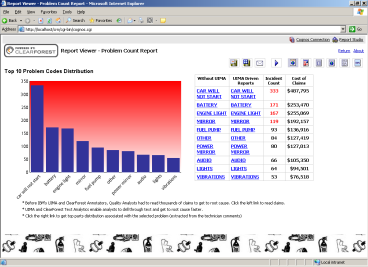 Report Viewer - Problem Count Report - Microsoft Internet Explorer
File Edit View Favorites Tools Help
Back Search Favorites
Address
POWERED BY
CLEARFOREST
Report Viewer - Problem Count Report
Cognos Connection Report Studio
Return About
Top 10 Problem Codes Distribution
350
300
250
200
150
100
50
0
car will not start
battery
engine light
mirror
fuel pump
other
power mirror
audio
lights
vibrations
Without UIMA UIMA Driven Reports Incident Count Cost of Claims
CAR WILL NOT START CAR WILL NOT START 333 $407,795
BATTERY BATTERY 171 $253,470
ENGINE LIGHT ENGINE LIGHT 167 $255,069
MIRROR MIRROR 119 $192,157
FUEL PUMP FUEL PUMP 93 $136,916
OTHER OTHER 84 $127,419
POWER MIRROR POWER MIRROR 80 $127,013
AUDIO AUDIO 66 $105,350
LIGHTS LIGHTS 64 $94,501
VIBRATIONS VIBRATIONS 53 $76,518
* Before IBM's UIMA and ClearForest Annotators, Quality Analysts had to read thousands of claims to get to root cause. Click the left link to read claims.
* UIMA and ClearForest Text Analytics enable analysts to drill through text and get to root cause faster.
* Click the right link to get top parts distribution associated with the selected problem (extracted from the technician comments)
Local intranet